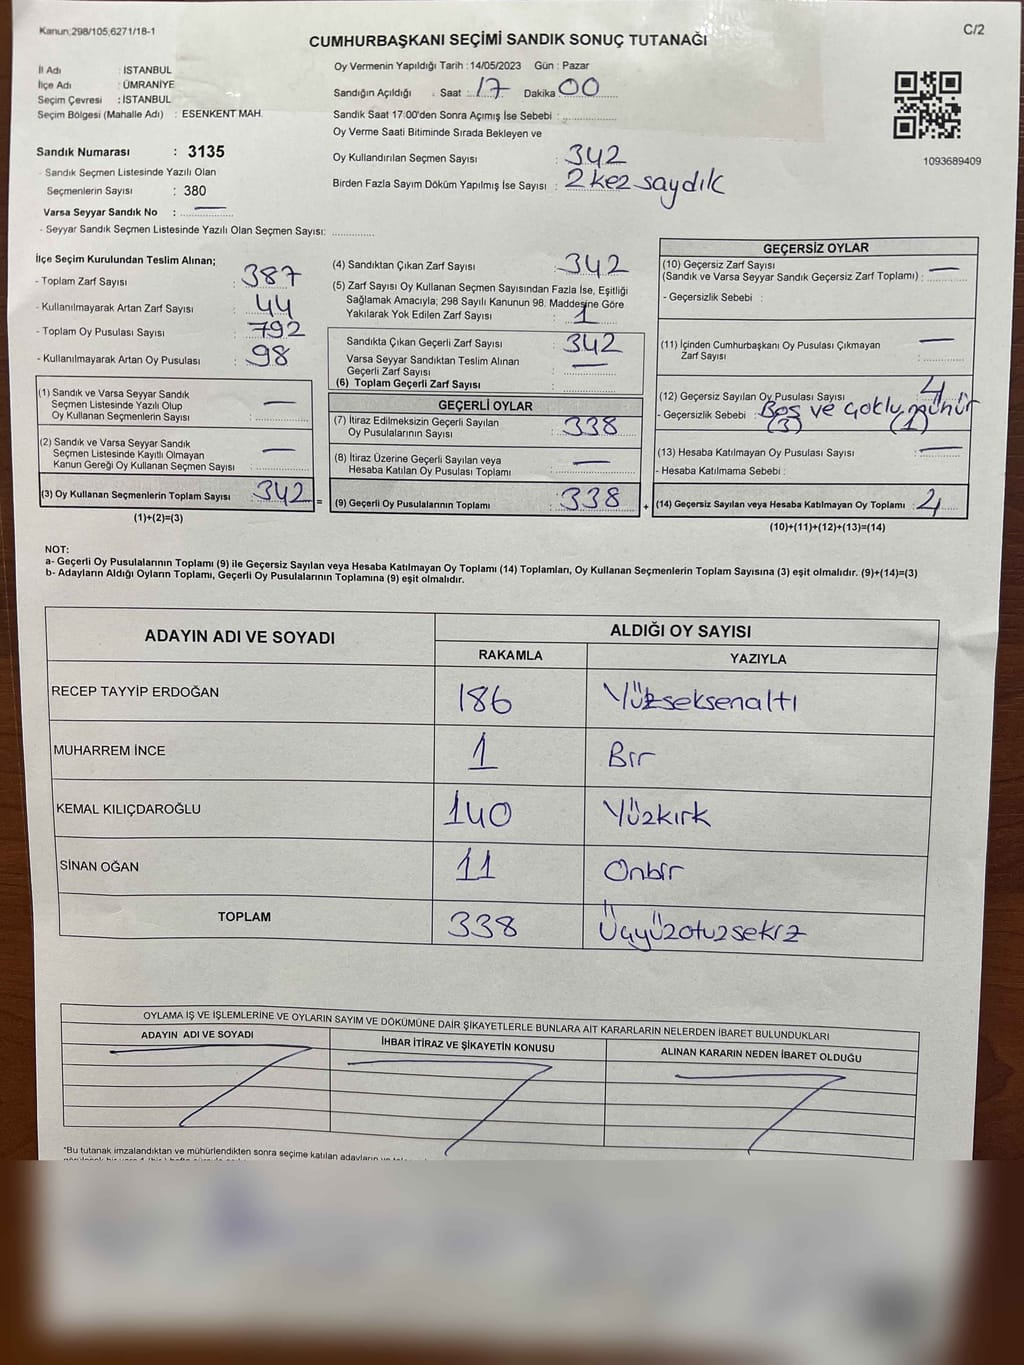 Kanun;298/105,6271/18-1
C/2
CUMHURBAŞKANI SEÇİMİ SANDIK SONUÇ TUTANAĞI
İl Adı : İSTANBUL
İlçe Adı : ÜMRANİYE
Seçim Çevresi : İSTANBUL
Seçim Bölgesi (Mahalle Adı) : ESENKENT MAH.
Sandık Numarası : 3135
- Sandık Seçmen Listesinde Yazılı Olan
Seçmenlerin Sayısı : 380
Varsa Seyyar Sandık No : —
- Seyyar Sandık Seçmen Listesinde Yazılı Olan Seçmen Sayısı: ..............
Oy Vermenin Yapıldığı Tarih : 14/05/2023 Gün : Pazar
Sandığın Açıldığı : Saat : 17 Dakika 00
Sandık Saat 17:00'den Sonra Açımış İse Sebebi : ..............
Oy Verme Saati Bitiminde Sırada Bekleyen ve
Oy Kullandırılan Seçmen Sayısı : 342
Birden Fazla Sayım Döküm Yapılmış İse Sayısı : 2 kez saydık
1093689409
İlçe Seçim Kurulundan Teslim Alınan;
- Toplam Zarf Sayısı : 387
- Kullanılmayarak Artan Zarf Sayısı : 44
- Toplam Oy Pusulası Sayısı : 792
- Kullanılmayarak Artan Oy Pusulası : 98
(1) Sandık ve Varsa Seyyar Sandık
Seçmen Listesinde Yazılı Olup
Oy Kullanan Seçmenlerin Sayısı : —
(2) Sandık ve Varsa Seyyar Sandık
Seçmen Listesinde Kayıtlı Olmayan
Kanun Gereği Oy Kullanan Seçmen Sayısı : —
(3) Oy Kullanan Seçmenlerin Toplam Sayısı 342 =
(1)+(2)=(3)
(4) Sandıktan Çıkan Zarf Sayısı : 342
(5) Zarf Sayısı Oy Kullanan Seçmen Sayısından Fazla İse, Eşitliği
Sağlamak Amacıyla; 298 Sayılı Kanunun 98. Maddesine Göre
Yakılarak Yok Edilen Zarf Sayısı : 1
Sandıkta Çıkan Geçerli Zarf Sayısı : 342
Varsa Seyyar Sandıktan Teslim Alınan
Geçerli Zarf Sayısı : —
(6) Toplam Geçerli Zarf Sayısı :
GEÇERLİ OYLAR
(7) İtiraz Edilmeksizin Geçerli Sayılan
Oy Pusulalarının Sayısı : 338
(8) İtiraz Üzerine Geçerli Sayılan veya
Hesaba Katılan Oy Pusulası Toplamı : —
(9) Geçerli Oy Pusulalarının Toplamı : 338 +
GEÇERSİZ OYLAR
(10) Geçersiz Zarf Sayısı
(Sandık ve Varsa Seyyar Sandık Geçersiz Zarf Toplamı) : —
- Geçersizlik Sebebi :
(11) İçinden Cumhurbaşkanı Oy Pusulası Çıkmayan
Zarf Sayısı : —
(12) Geçersiz Sayılan Oy Pusulası Sayısı : 4
- Geçersizlik Sebebi : Boş ve çoklu mühür
(3) (1)
(13) Hesaba Katılmayan Oy Pusulası Sayısı : —
- Hesaba Katılmama Sebebi :
(14) Geçersiz Sayılan veya Hesaba Katılmayan Oy Toplamı : 4
(10)+(11)+(12)+(13)=(14)
NOT:
a- Geçerli Oy Pusulalarının Toplamı (9) ile Geçersiz Sayılan veya Hesaba Katılmayan Oy Toplamı (14) Toplamları, Oy Kullanan Seçmenlerin Toplam Sayısına (3) eşit olmalıdır. (9)+(14)=(3)
b- Adayların Aldığı Oyların Toplamı, Geçerli Oy Pusulalarının Toplamına (9) eşit olmalıdır.
ADAYIN ADI VE SOYADI
ALDIĞI OY SAYISI
RAKAMLA YAZIYLA
RECEP TAYYİP ERDOĞAN 186 Yüzseksenaltı
MUHARREM İNCE 1 Bir
KEMAL KILIÇDAROĞLU 140 Yüzkırk
SİNAN OĞAN 11 Onbir
TOPLAM 338 Üçyüzotuzsekiz
OYLAMA İŞ VE İŞLEMLERİNE VE OYLARIN SAYIM VE DÖKÜMÜNE DAİR ŞİKAYETLERLE BUNLARA AİT KARARLARIN NELERDEN İBARET BULUNDUKLARI
ADAYIN ADI VE SOYADI İHBAR İTİRAZ VE ŞİKAYETİN KONUSU ALINAN KARARIN NEDEN İBARET OLDUĞU
*Bu tutanak imzalandıktan ve mühürlendikten sonra seçime katılan adayların